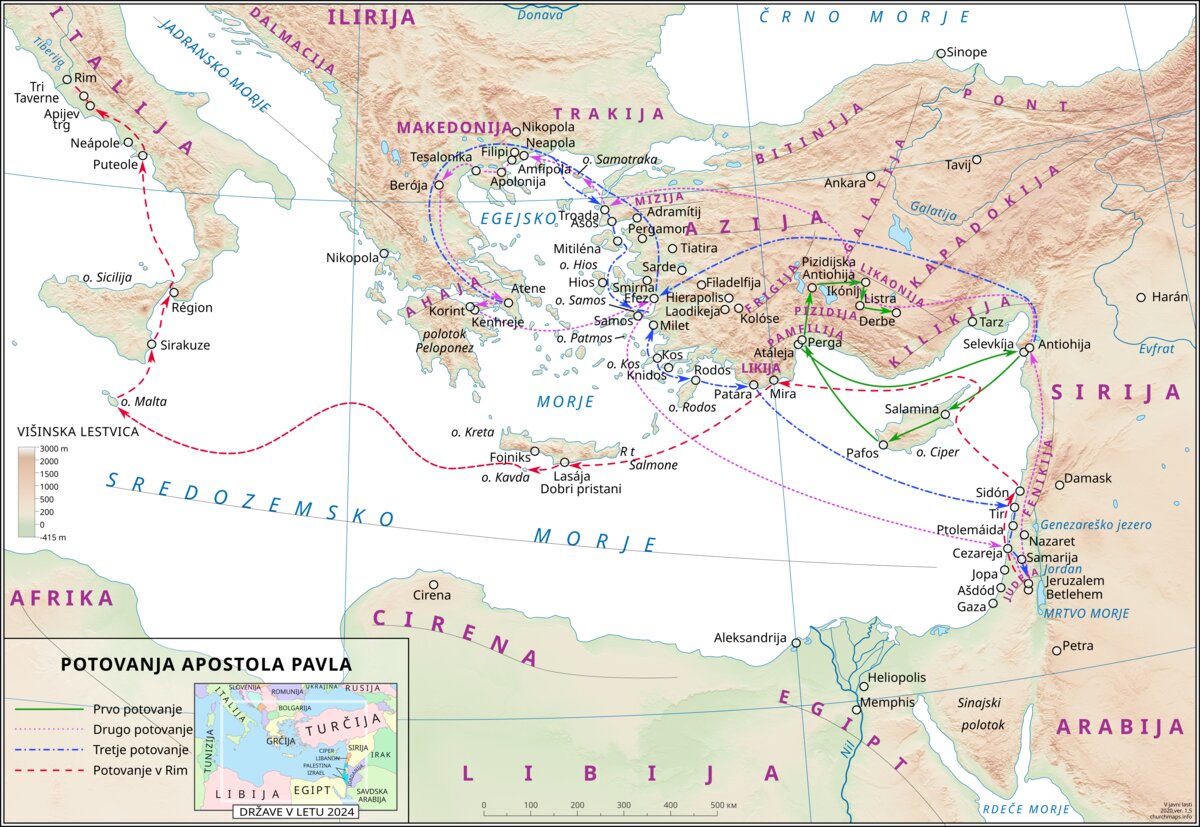 ILIRIJA
Donava
ČRNO MORJE
DALMACIJA
ITALIJA
JADRANSKO MORJE
Tiberija
Rim
Tri
Taverne
Apijev
trg
Neápole
Puteole
Sinope
PONT
TRAKIJA
BITINIJA
MAKEDONIJA
Nikopola
Neapola
Filipi
Tesalonika
Amfipola
Apolonija
o. Samotraka
Berója
Tavij
Ankara
GALATIJA
Galatija
KAPADOKIJA
MIZIJA
EGEJSKO
Troada
Asos
Adramítij
Pergamon
AZIJA
Mitiléna
Tiatira
Nikopola
o. Hios
Hios
Sarde
Smirna
Filadelfija
Pizidijska
Antiohija
LIKAONIJA
Ikónij
Listra
Derbe
FRIGIJA
Harán
o. Sicilija
Région
AHAJA
Atene
Korint
Kenhreje
o. Samos
Efez
Hierapolis
Laodikeja
Kolóse
PIZIDIJA
Samos
Milet
o. Patmos
PAMFILIJA
Perga
Ataleja
KILIKIJA
Tarz
Selevkíja
Antiohija
Evfrat
Sirakuze
polotok
Peloponez
Kos
o. Kos
Knidos
Rodos
LIKIJA
Patara
Mira
o. Malta
MORJE
o. Rodos
Salamina
SIRIJA
VIŠINSKA LESTVICA
3000 m
2000
1500
1000
500
200
0
-415 m
o. Kreta
Fojniks
o. Kavda
Lasája
Dobri pristani
Rt
Salmone
Pafos
o. Ciper
FENIKIJA
Damask
Sidón
Tir
SREDOZEMSKO
MORJE
Ptolemáida
Genezareško jezero
Nazaret
Cezareja
Samarija
Jordan
Jopa
JUDEJA
Jeruzalem
Betlehem
Ašdód
Gaza
MRTVO MORJE
AFRIKA
Cirena
CIRENA
Aleksandrija
Petra
Heliopolis
Memphis
EGIPT
Nil
Sinajski
polotok
ARABIJA
LIBIJA
RDEČE MORJE
POTOVANJA APOSTOLA PAVLA
Prvo potovanje
Drugo potovanje
Tretje potovanje
Potovanje v Rim
SLOVENIJA
UKRAJINA
RUSIJA
ROMUNIJA
ITALIJA
BOLGARIJA
TURČIJA
GRČIJA
TUNIZIJA
CIPER
LIBANON
PALESTINA
IZRAEL
SIRIJA
IRAK
LIBIJA
EGIPT
SAVDSKA
ARABIJA
DRŽAVE V LETU 2024
0 100 200 300 400 500 KM
V javni lasti
2020,ver. 1,5
churchmaps.info